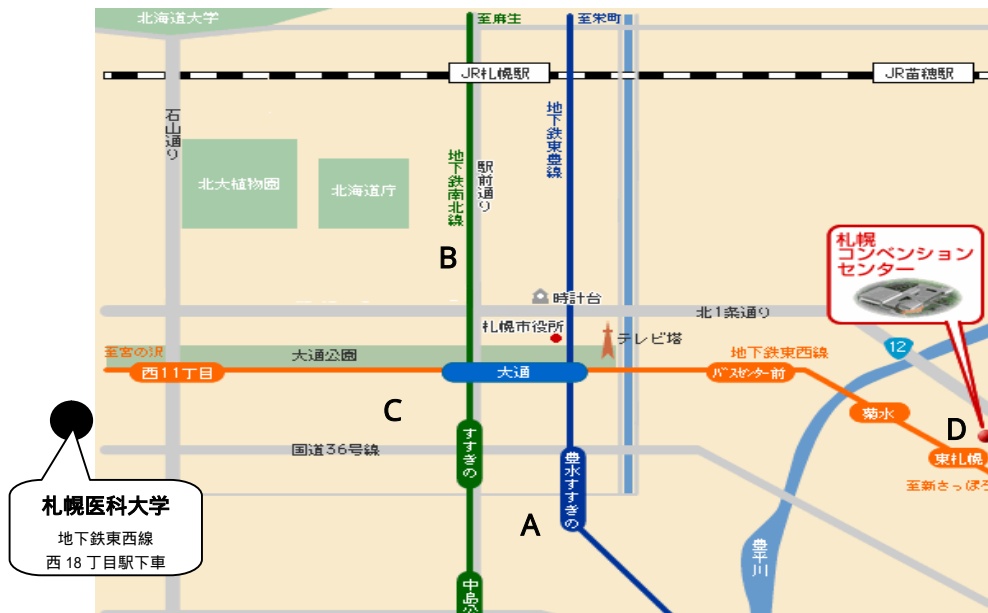 北海道大学
至麻生
至栄町
JR札幌駅
JR苗穂駅
石山通り
地下鉄東豊線
地下鉄南北線
駅前通り
北大植物園
北海道庁
B
札幌
コンベンション
センター
時計台
北1条通り
札幌市役所
テレビ塔
12
至宮の沢
大通公園
地下鉄東西線
西11丁目
大通
バスセンター前
C
菊水
D
すすきの
国道36号線
豊水すすきの
東札幌
至新さっぽろ
札幌医科大学
地下鉄東西線
西18丁目駅下車
A
豊平川
中島公